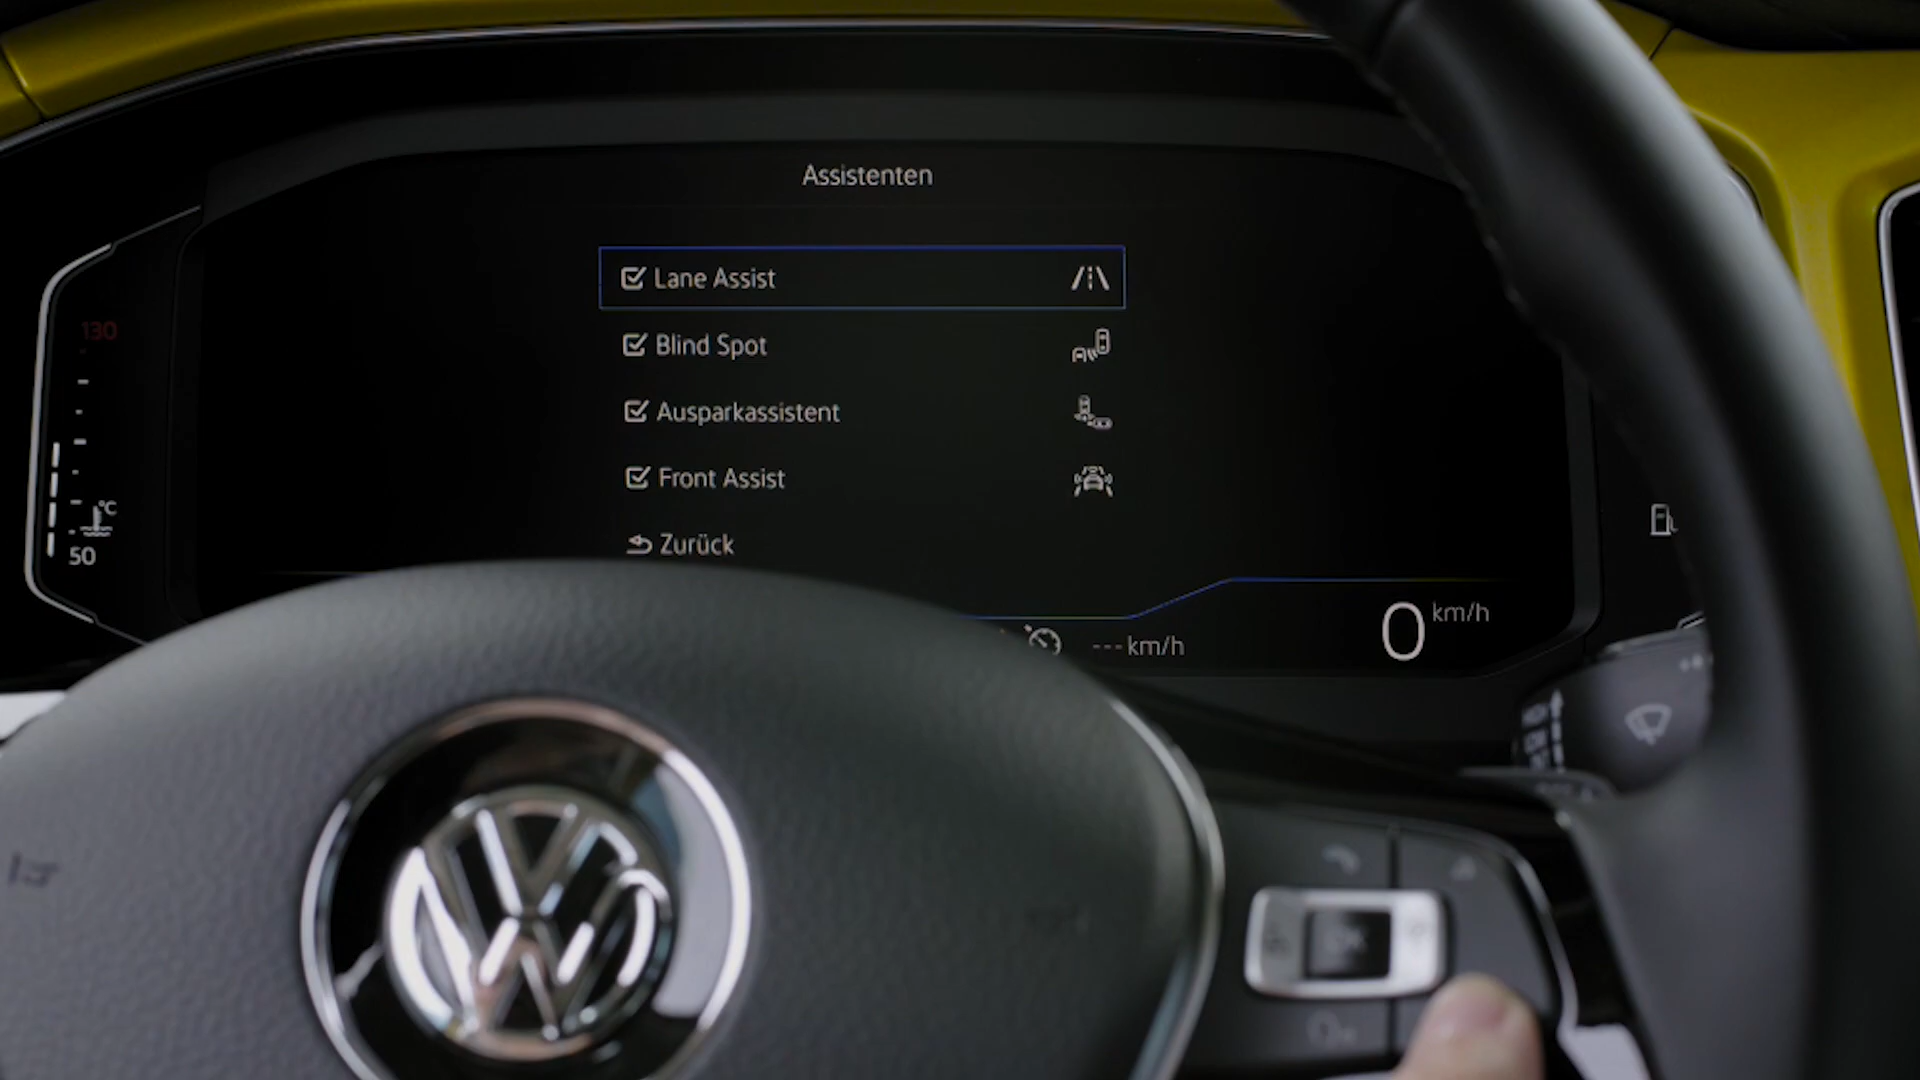 Assistenten
Lane Assist
Blind Spot
Ausparkassistent
Front Assist
Zurück
130
°C
50
--- km/h
0 km/h